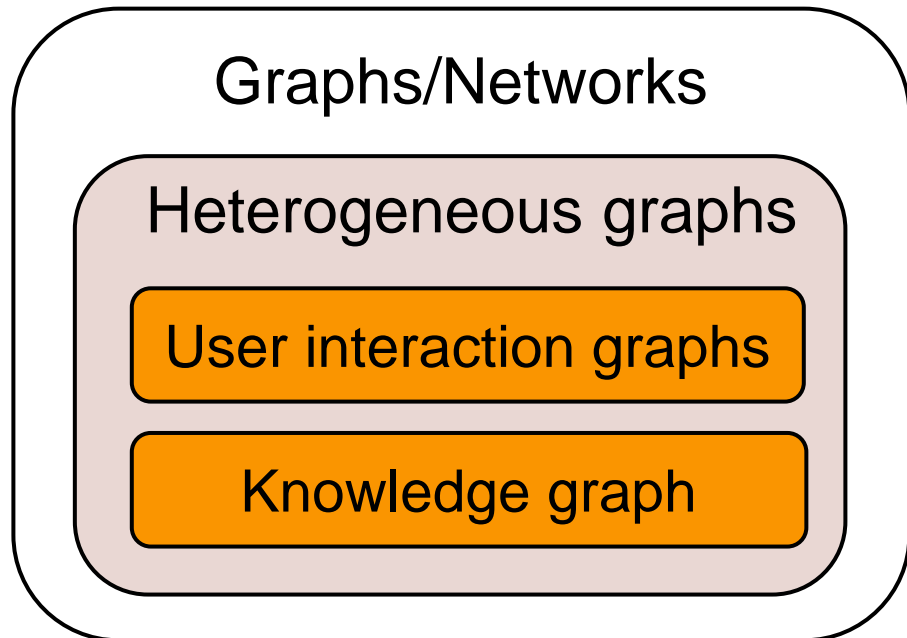 Graphs/Networks
Heterogeneous graphs
User interaction graphs
Knowledge graph